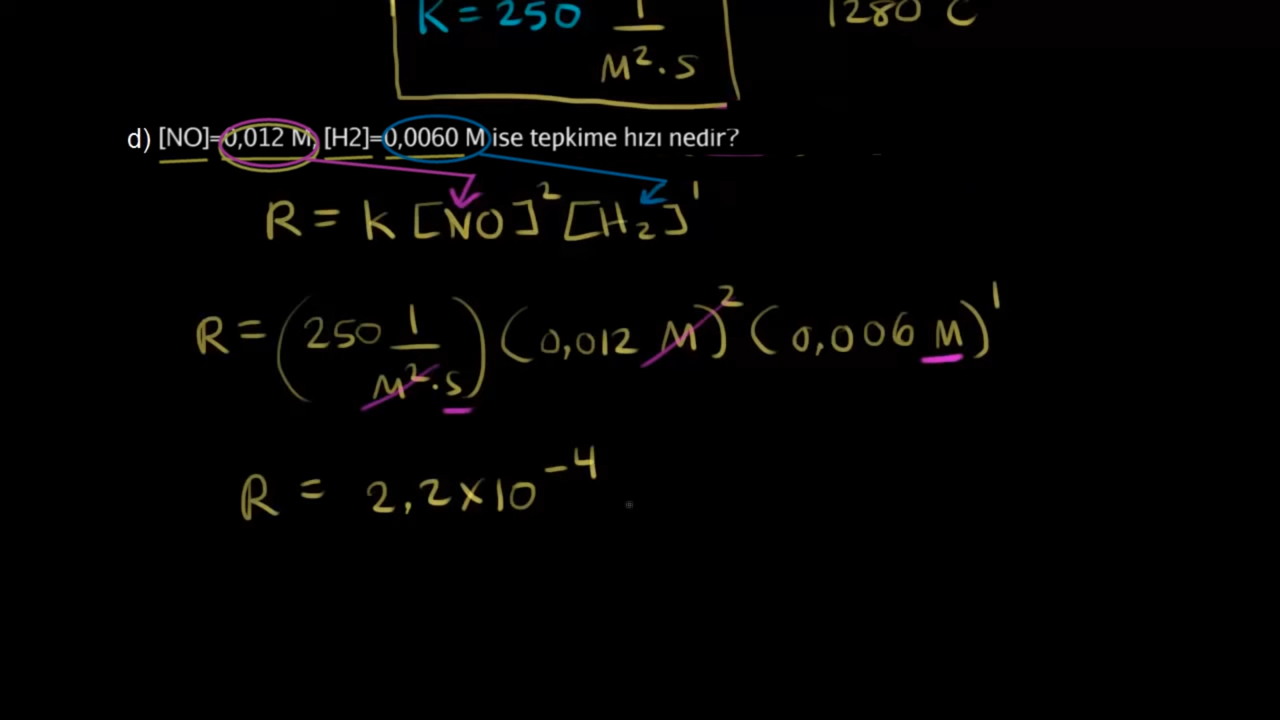 K = 250 1/M²·s
1280 C
d) [NO]=0,012 M, [H2]=0,0060 M ise tepkime hızı nedir?
R = k [NO]² [H₂]¹
R = (250 1/M²·s) (0,012 M)² (0,006 M)¹
R = 2,2×10⁻⁴